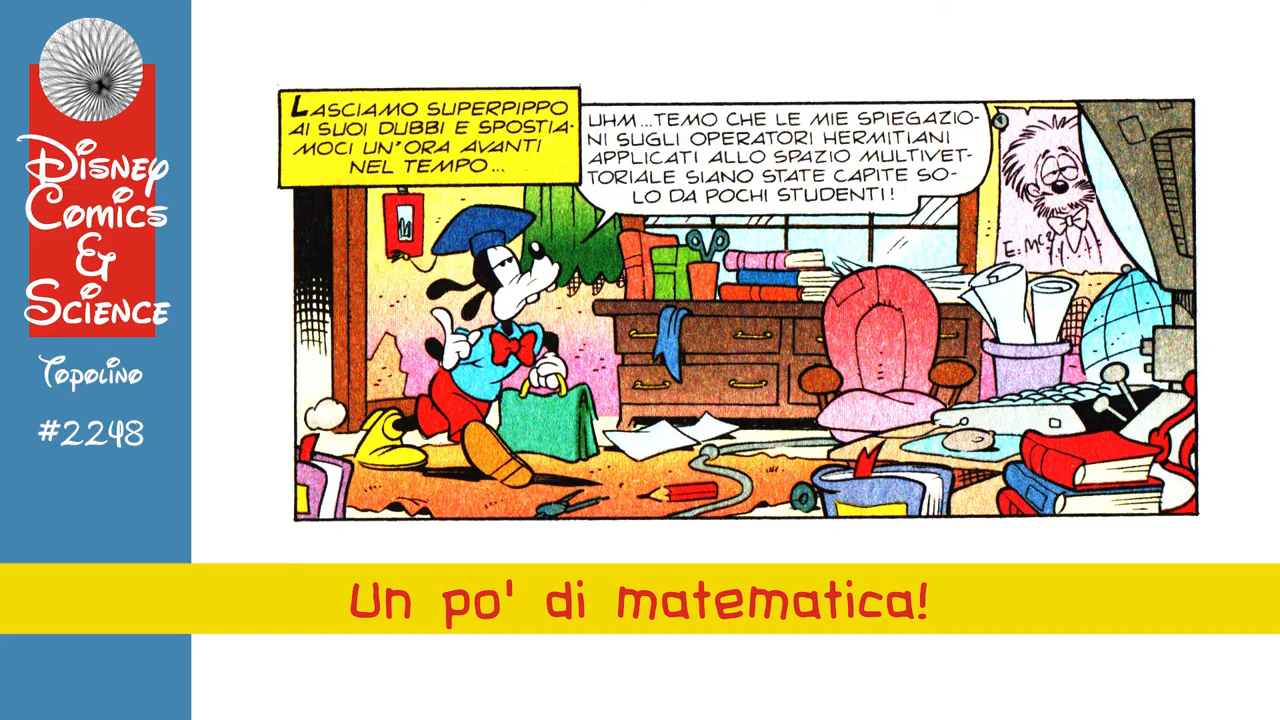 Disney
Comics
&
Science
Topolino
#2248
LASCIAMO SUPERPIPPO
AI SUOI DUBBI E SPOSTIA-
MOCI UN'ORA AVANTI
NEL TEMPO...
UHM...TEMO CHE LE MIE SPIEGAZIO-
NI SUGLI OPERATORI HERMITIANI
APPLICATI ALLO SPAZIO MULTIVET-
TORIALE SIANO STATE CAPITE SO-
LO DA POCHI STUDENTI!
E=MC²
Un po' di matematica!